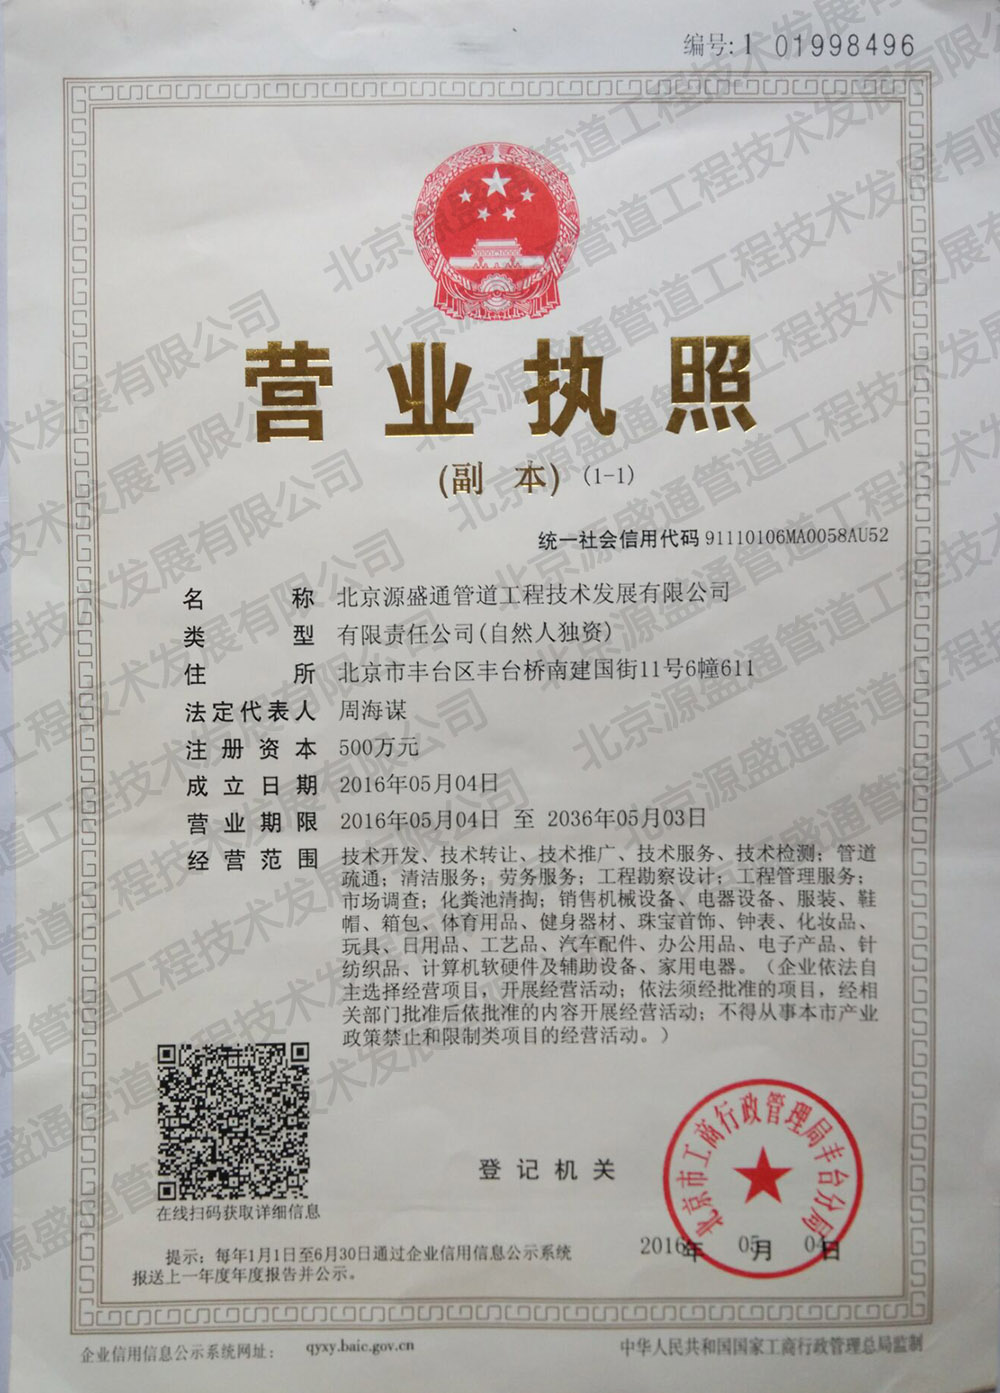 编号: 1 01998496
营业执照
(副 本) (1-1)
统一社会信用代码 91110106MA0058AU52
名 称 北京源盛通管道工程技术发展有限公司
类 型 有限责任公司(自然人独资)
住 所 北京市丰台区丰台桥南建国街11号6幢611
法定代表人 周海谋
注册资本 500万元
成立日期 2016年05月04日
营业期限 2016年05月04日 至 2036年05月03日
经营范围 技术开发、技术转让、技术推广、技术服务、技术检测；管道
疏通；清洁服务；劳务服务；工程勘察设计；工程管理服务；
市场调查；化粪池清掏；销售机械设备、电器设备、服装、鞋
帽、箱包、体育用品、健身器材、珠宝首饰、钟表、化妆品、
玩具、日用品、工艺品、汽车配件、办公用品、电子产品、针
纺织品、计算机软硬件及辅助设备、家用电器。（企业依法自
主选择经营项目，开展经营活动；依法须经批准的项目，经相
关部门批准后依批准的内容开展经营活动；不得从事本市产业
政策禁止和限制类项目的经营活动。）
在线扫码获取详细信息
登记机关
北京市工商行政管理局丰台分局
2016年 05月 04日
提示：每年1月1日至6月30日通过企业信用信息公示系统
报送上一年度年度报告并公示。
企业信用信息公示系统网址： qyxy.baic.gov.cn
中华人民共和国国家工商行政管理总局监制
北京源盛通管道工程技术发展有限公司